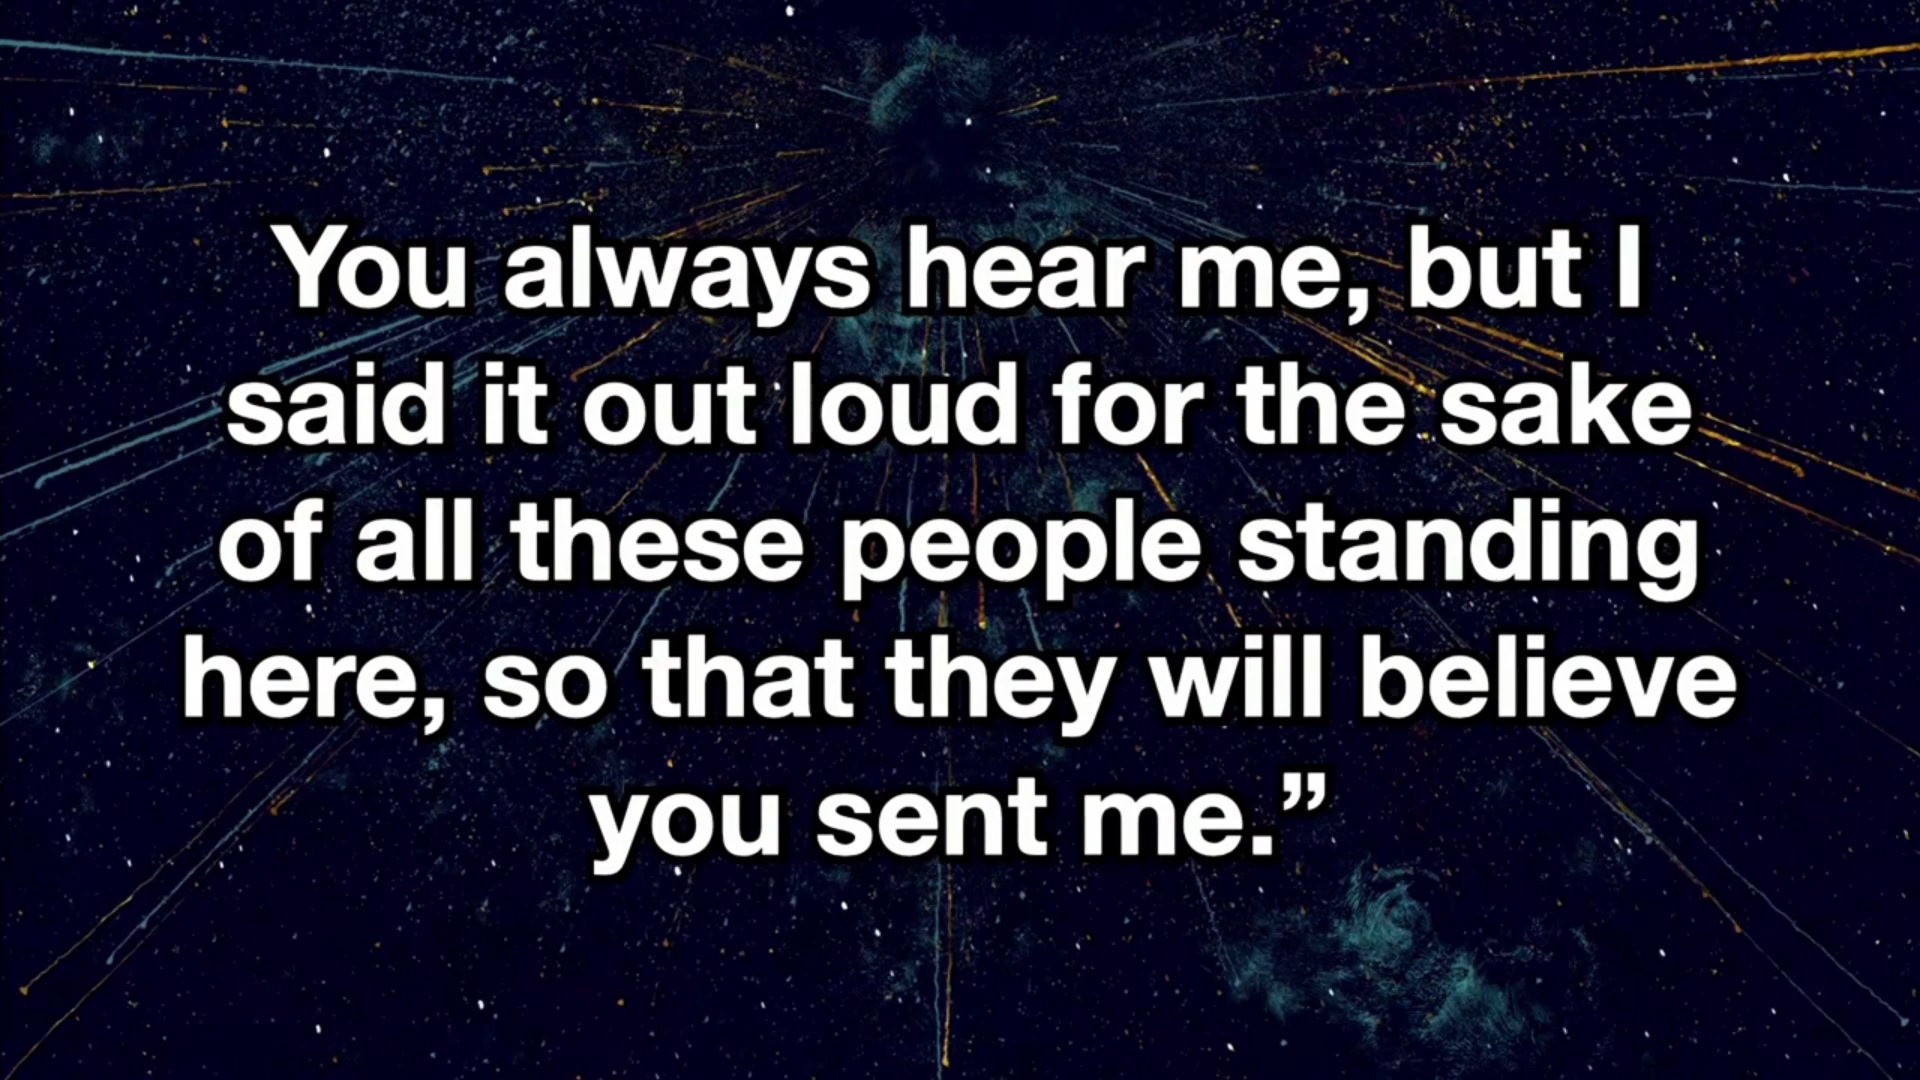 You always hear me, but I
said it out loud for the sake
of all these people standing
here, so that they will believe
you sent me.”